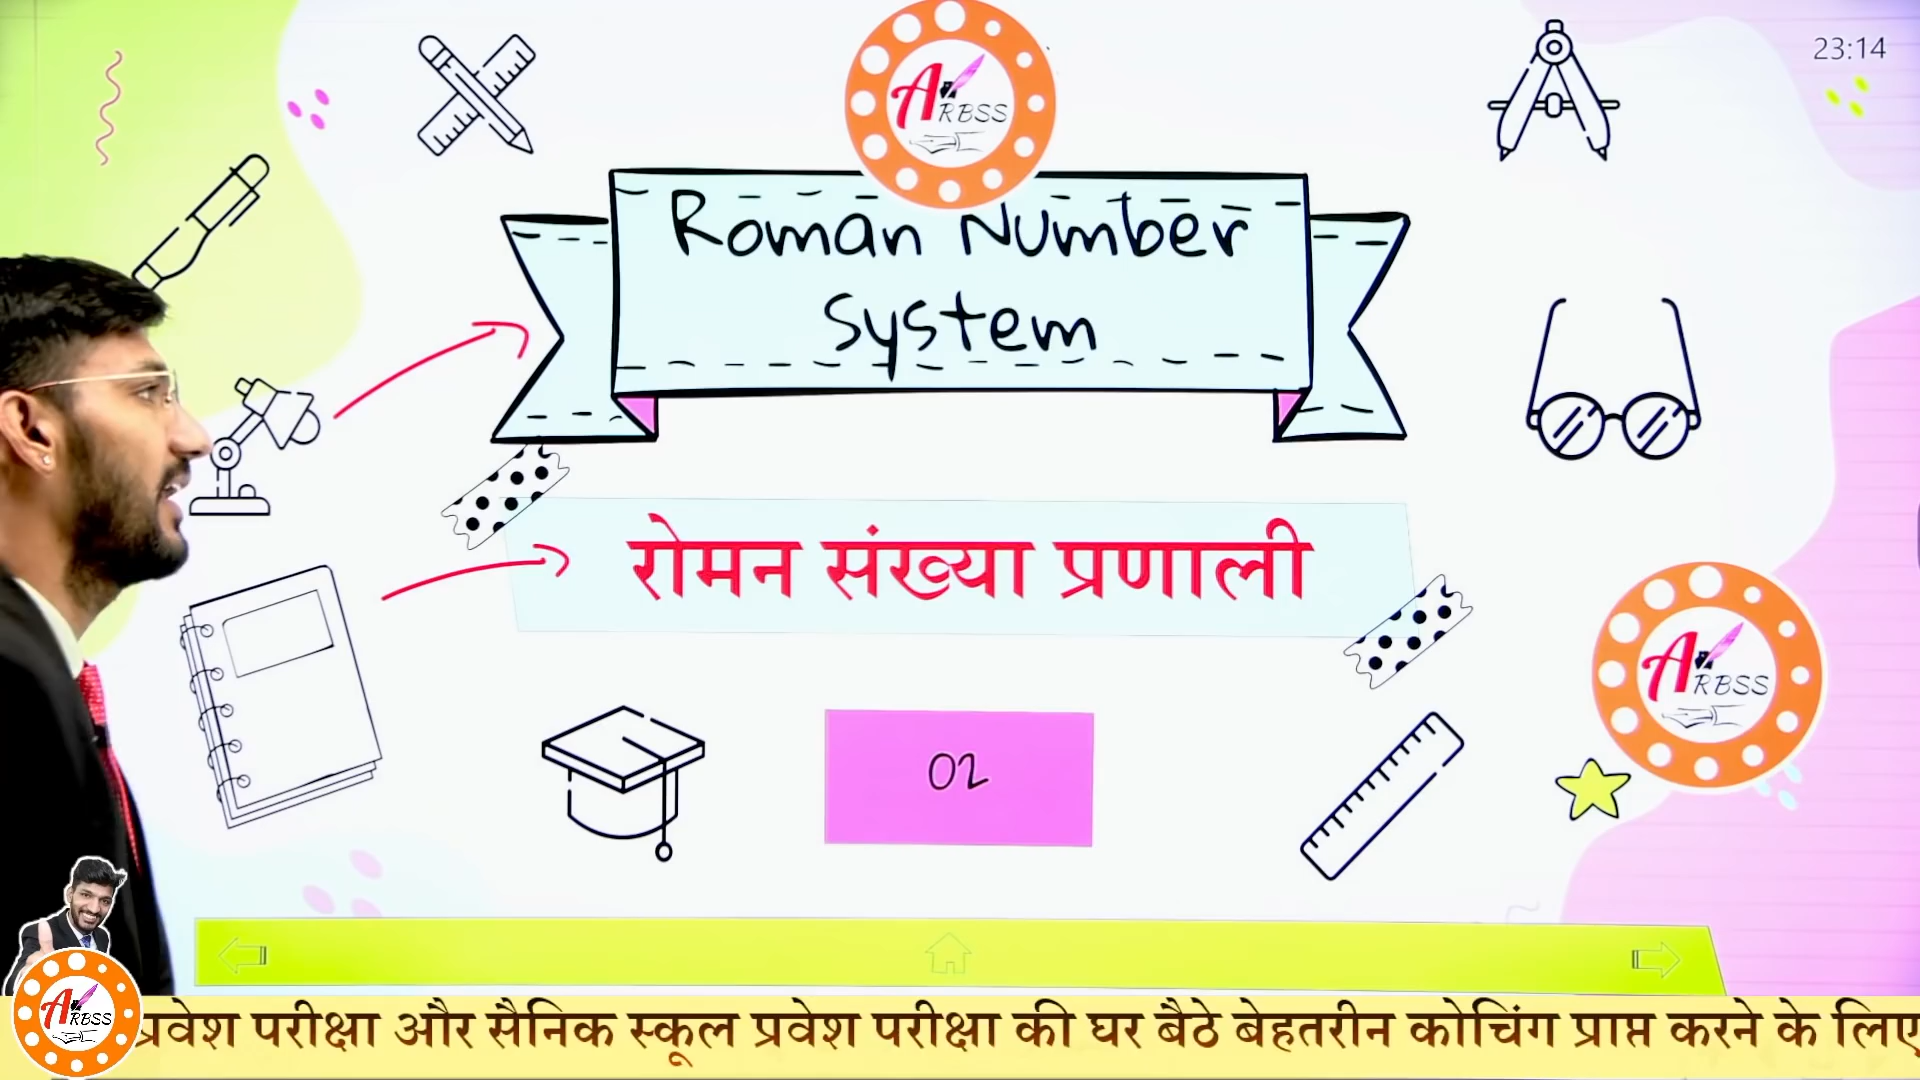 23:14
ARBSS
Roman Number
System
रोमन संख्या प्रणाली
ARBSS
02
ARBSS
प्रवेश परीक्षा और सैनिक स्कूल प्रवेश परीक्षा की घर बैठे बेहतरीन कोचिंग प्राप्त करने के लिए